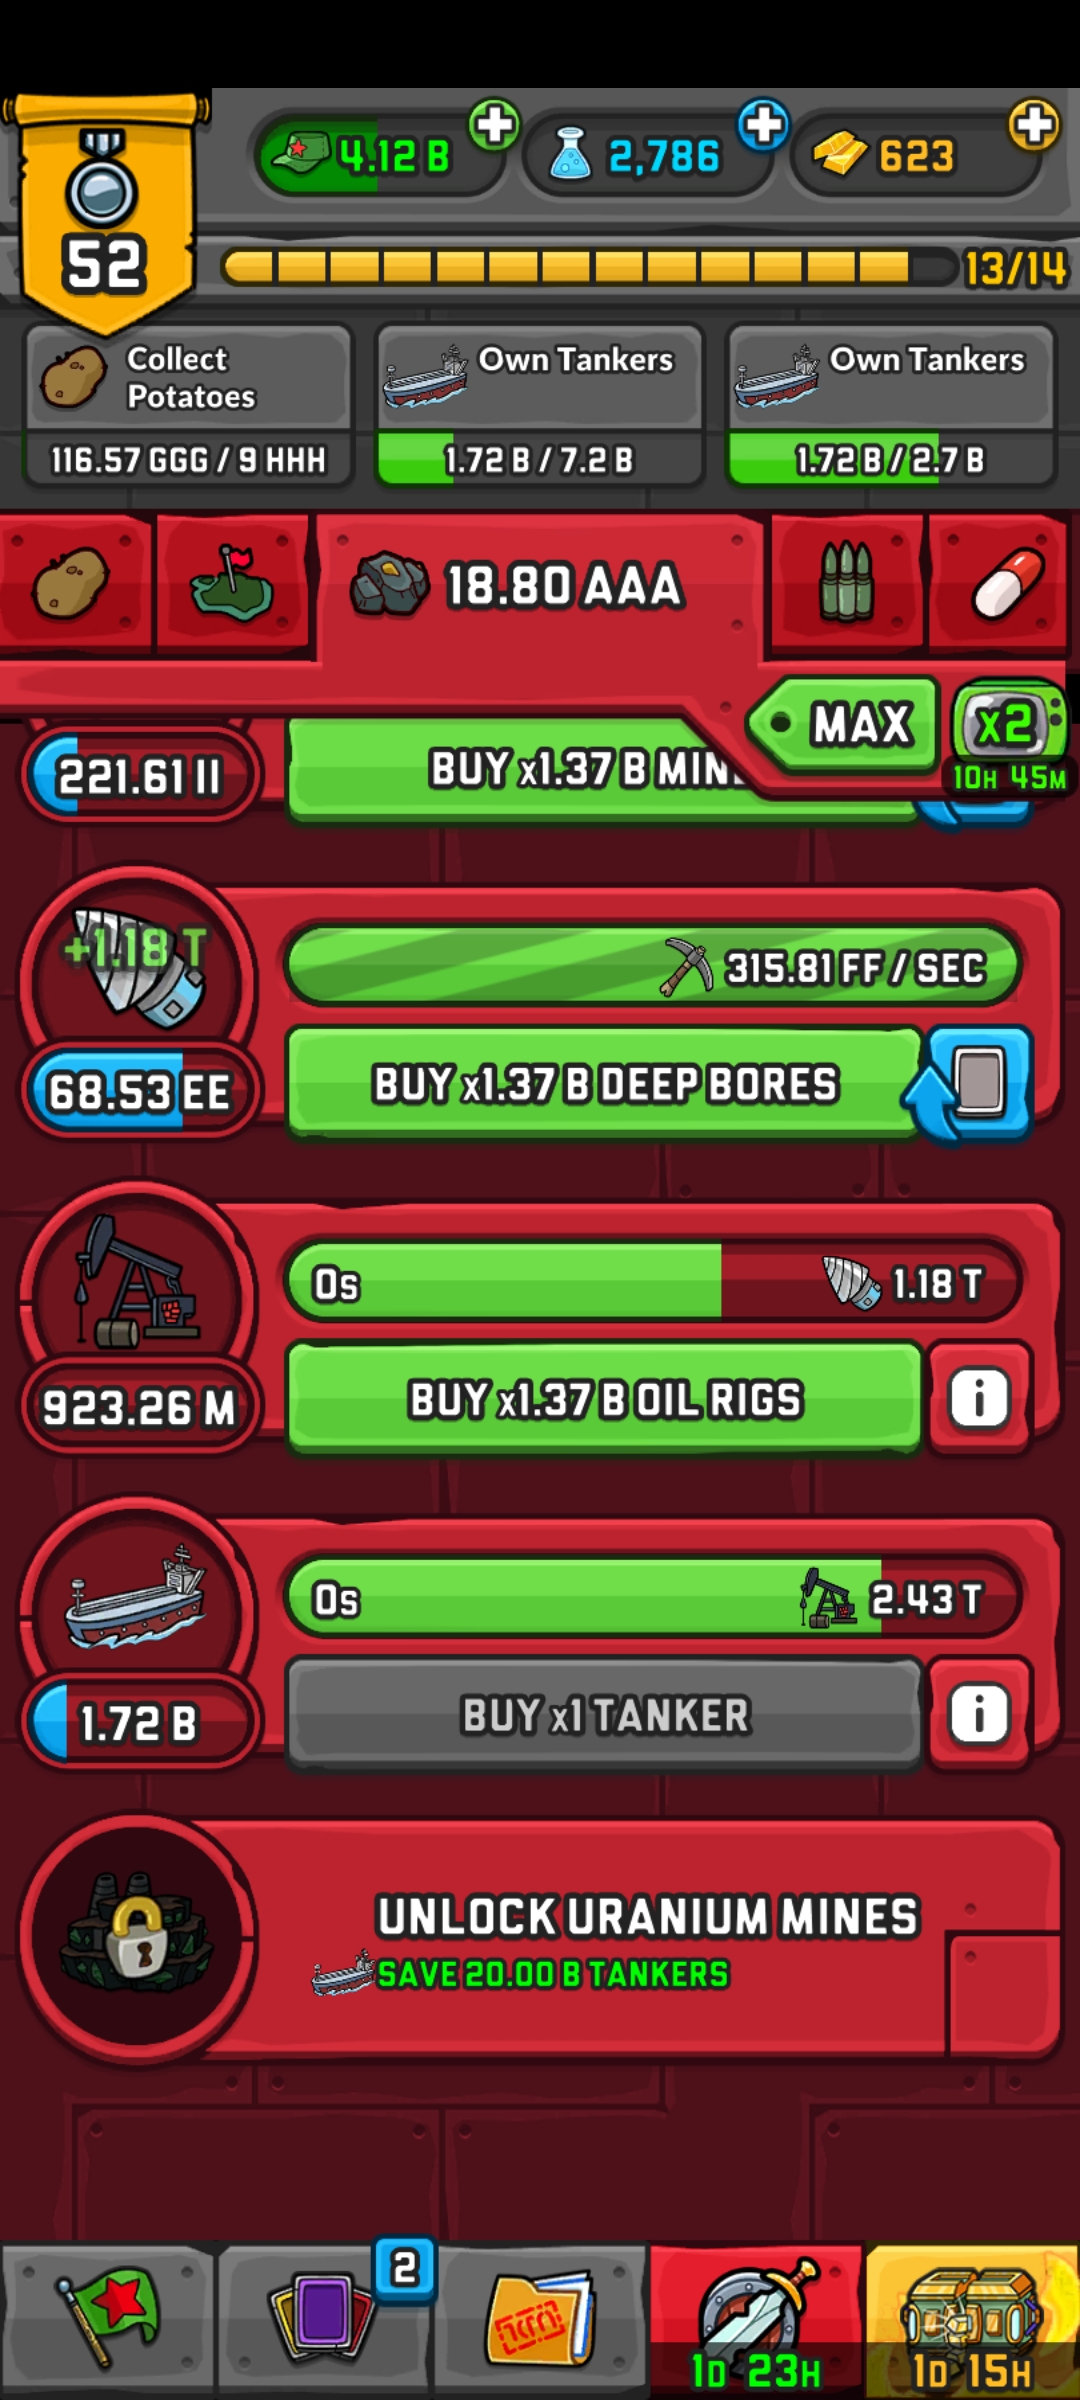 4.12 B
2,786
623
52
13/14
Collect
Potatoes
116.57 GGG / 9 HHH
Own Tankers
1.72 B / 7.2 B
Own Tankers
1.72 B / 2.7 B
18.80 AAA
MAX
x2
10H 45M
221.61 II
BUY x1.37 B
+1.18 T
315.81 FF / SEC
68.53 EE
BUY x1.37 B DEEP BORES
0s
1.18 T
923.26 M
BUY x1.37 B OIL RIGS
i
0s
2.43 T
1.72 B
BUY x1 TANKER
i
UNLOCK URANIUM MINES
SAVE 20.00 B TANKERS
2
1D 23H
1D 15H